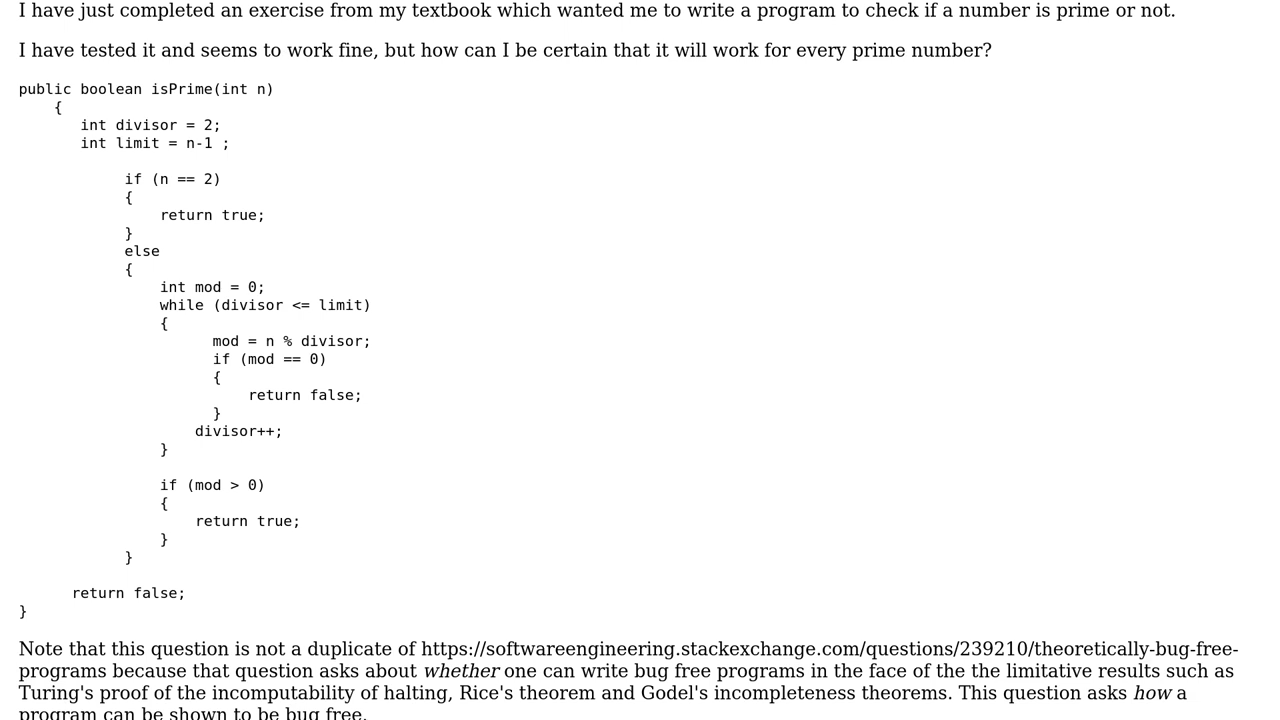 I have just completed an exercise from my textbook which wanted me to write a program to check if a number is prime or not.
I have tested it and seems to work fine, but how can I be certain that it will work for every prime number?
public boolean isPrime(int n)
    {
       int divisor = 2;
       int limit = n-1 ;
            if (n == 2)
            {
                return true;
            }
            else
            {
                int mod = 0;
                while (divisor <= limit)
                {
                      mod = n % divisor;
                      if (mod == 0)
                      {
                          return false;
                      }
                    divisor++;
                }
                if (mod > 0)
                {
                    return true;
                }
            }
      return false;
}
Note that this question is not a duplicate of https://softwareengineering.stackexchange.com/questions/239210/theoretically-bug-free-
programs because that question asks about whether one can write bug free programs in the face of the the limitative results such as
Turing's proof of the incomputability of halting, Rice's theorem and Godel's incompleteness theorems. This question asks how a
program can be shown to be bug free.